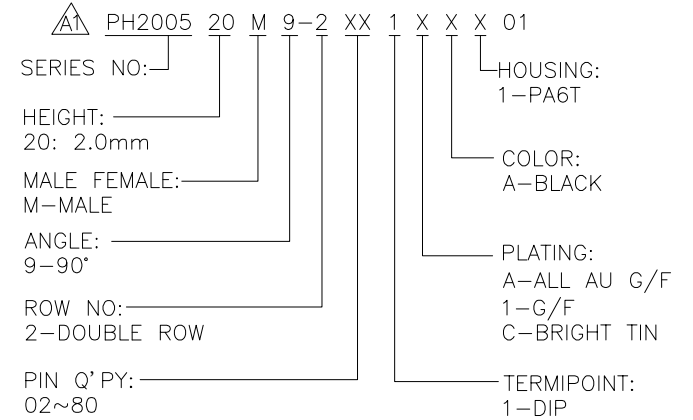 A1 PH2005 20 M 9-2 XX 1 X X X 01
SERIES NO:
HOUSING:
1-PA6T
HEIGHT:
20: 2.0mm
COLOR:
A-BLACK
MALE FEMALE:
M-MALE
ANGLE:
9-90°
PLATING:
A-ALL AU G/F
1-G/F
C-BRIGHT TIN
ROW NO:
2-DOUBLE ROW
PIN Q'PY:
02~80
TERMIPOINT:
1-DIP